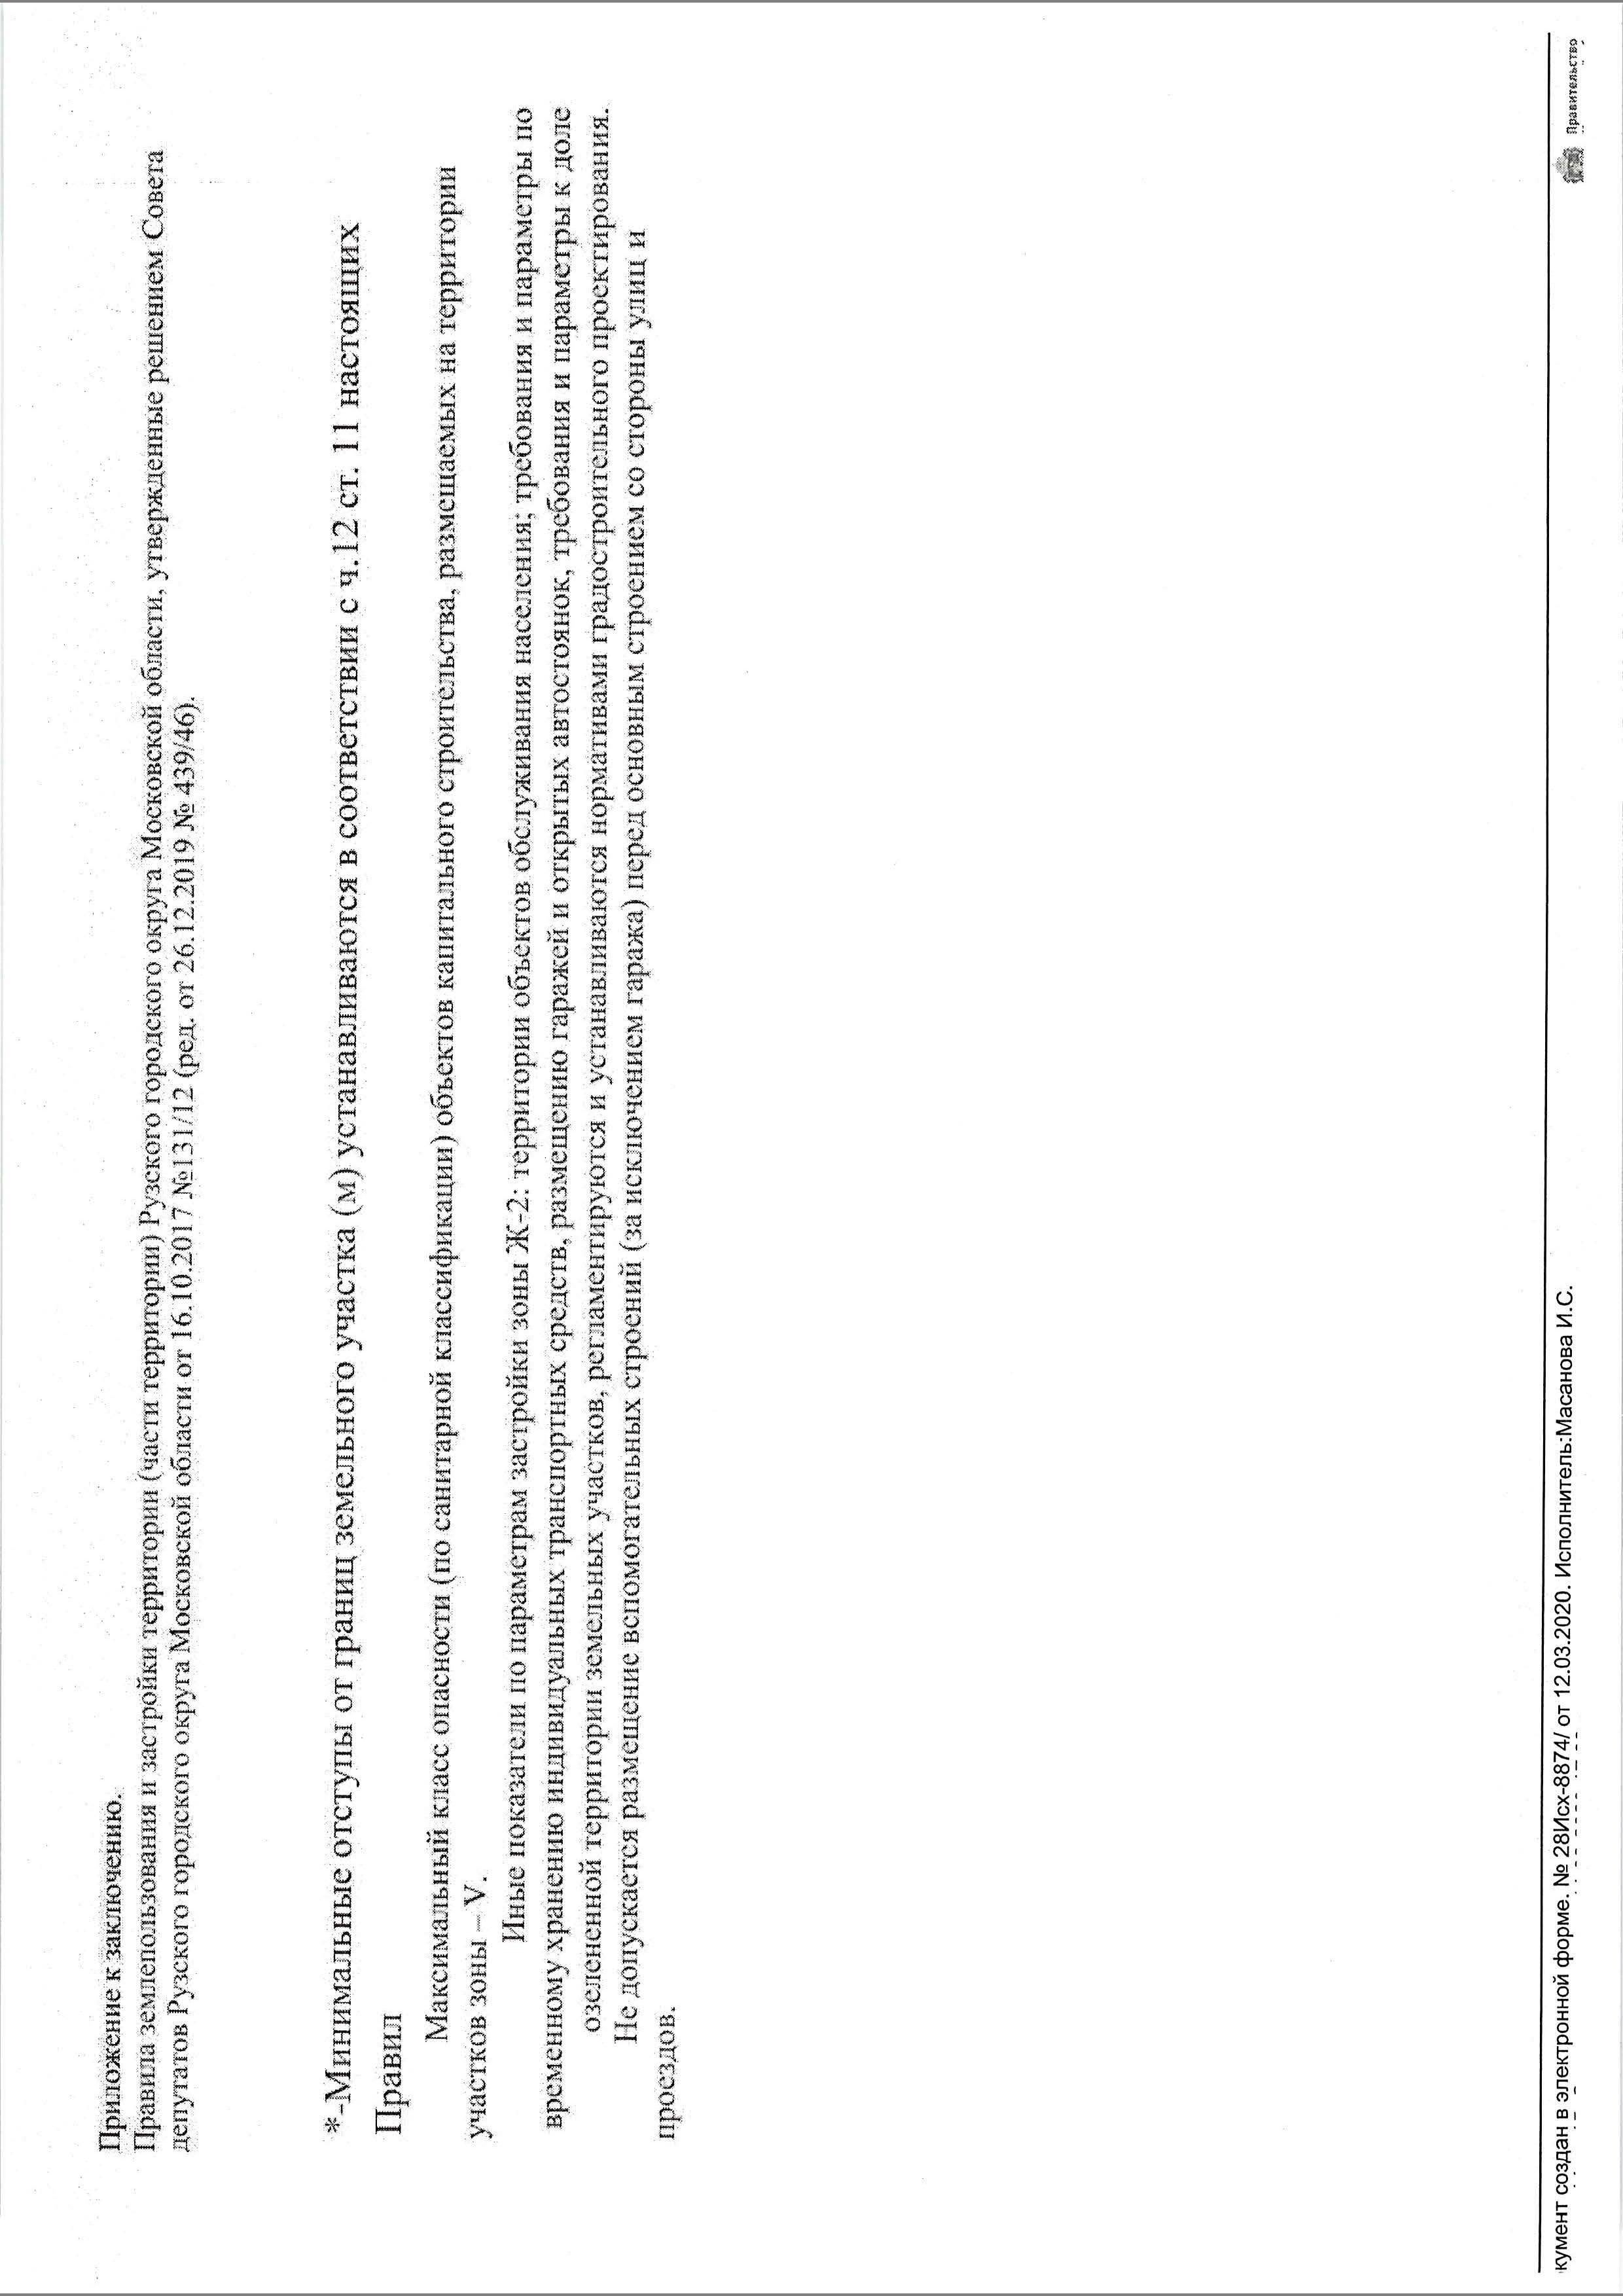 Приложение к заключению.
Правила землепользования и застройки территории (части территории) Рузского городского округа Московской области, утвержденные решением Совета
депутатов Рузского городского округа Московской области от 16.10.2017 №131/12 (ред. от 26.12.2019 № 439/46).
*-Минимальные отступы от границ земельного участка (м) устанавливаются в соответствии с ч.12 ст. 11 настоящих
Правил
Максимальный класс опасности (по санитарной классификации) объектов капитального строительства, размещаемых на территории
участков зоны – V.
Иные показатели по параметрам застройки зоны Ж-2: территории объектов обслуживания населения; требования и параметры по
временному хранению индивидуальных транспортных средств, размещению гаражей и открытых автостоянок, требования и параметры к доле
озелененной территории земельных участков, регламентируются и устанавливаются нормативами градостроительного проектирования.
Не допускается размещение вспомогательных строений (за исключением гаража) перед основным строением со стороны улиц и
проездов.
кумент создан в электронной форме. № 28Исх-8874/ от 12.03.2020. Исполнитель:Масанова И.С.
Правительство